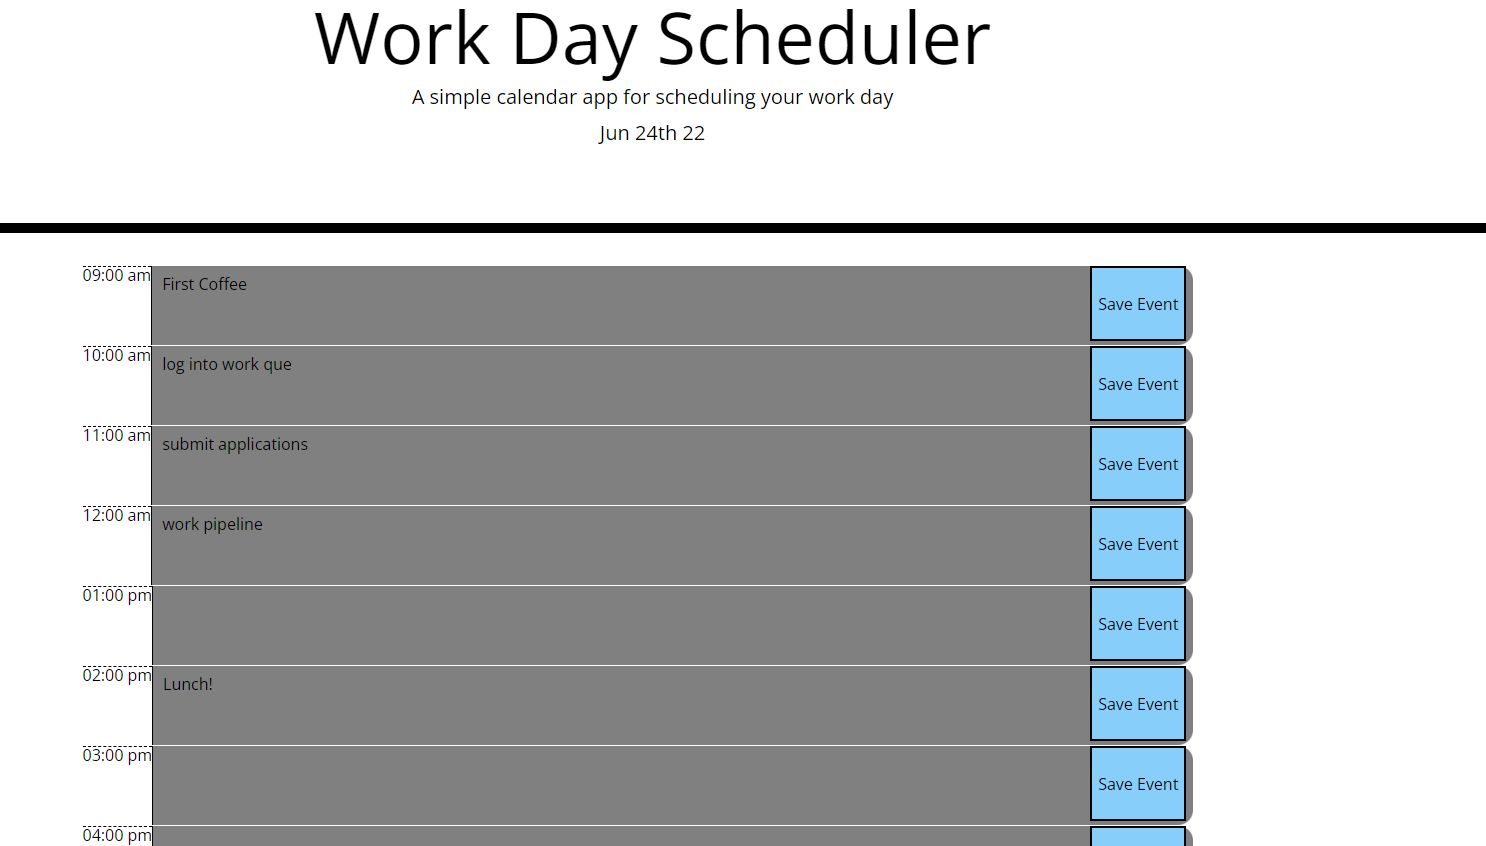 Work Day Scheduler
A simple calendar app for scheduling your work day
Jun 24th 22
09:00 am First Coffee Save Event
10:00 am log into work que Save Event
11:00 am submit applications Save Event
12:00 am work pipeline Save Event
01:00 pm Save Event
02:00 pm Lunch! Save Event
03:00 pm Save Event
04:00 pm